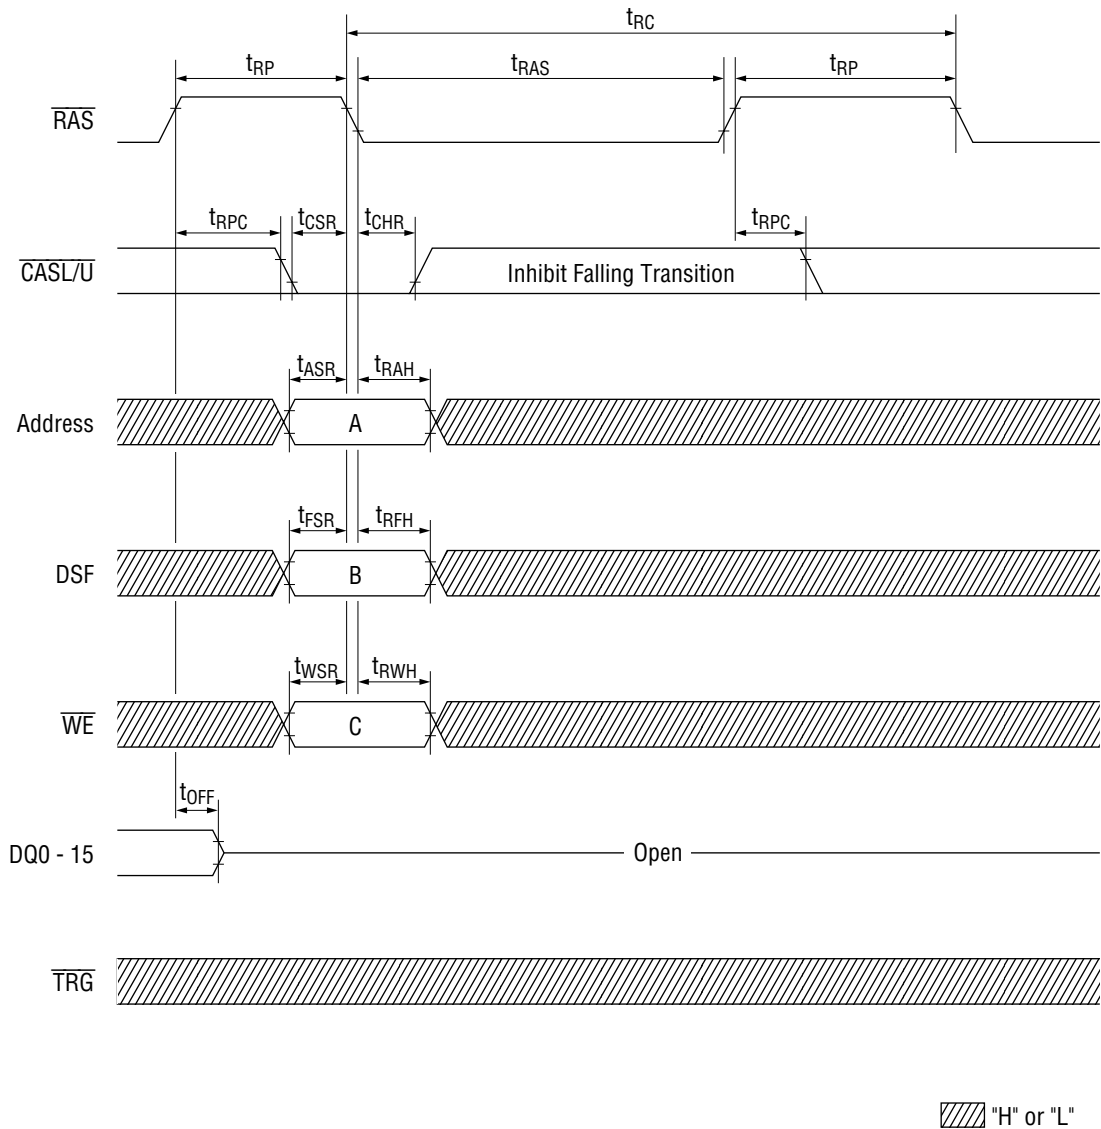 tRC
tRP
tRAS
tRP
RAS
tRPC
tCSR
tCHR
tRPC
CASL/U
Inhibit Falling Transition
tASR
tRAH
Address
A
tFSR
tRFH
DSF
B
tWSR
tRWH
WE
C
tOFF
DQ0 - 15
Open
TRG
"H" or "L"